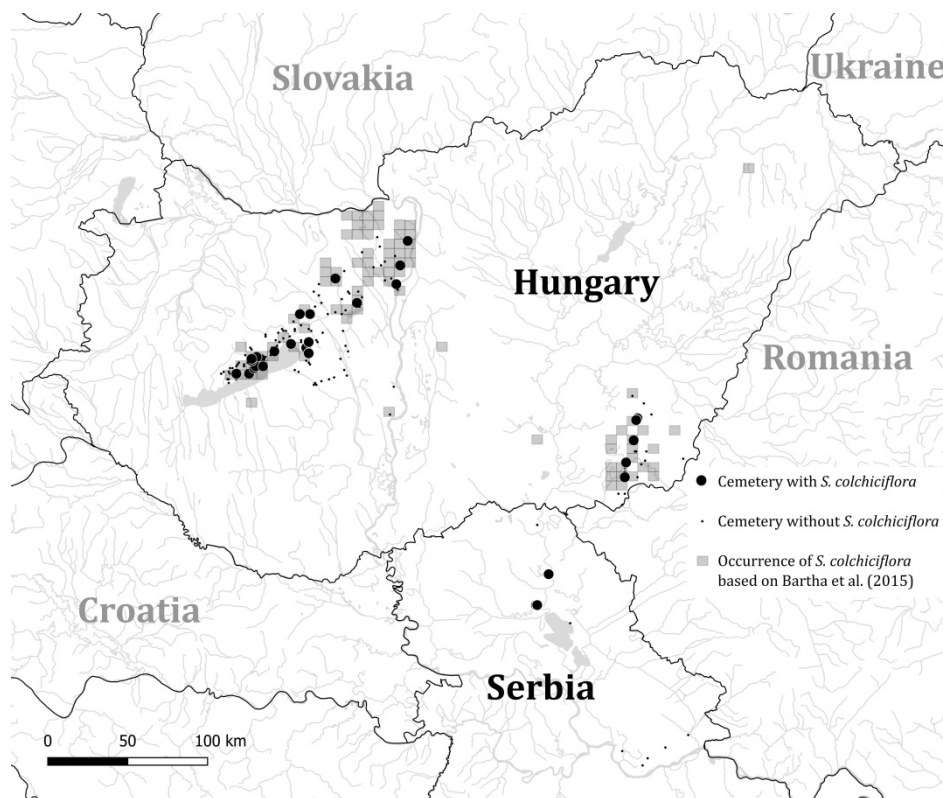 Slovakia
Ukraine
Hungary
Romania
Cemetery with S. colchiciflora
Cemetery without S. colchiciflora
Occurrence of S. colchiciflora
based on Bartha et al. (2015)
Croatia
Serbia
0 50 100 km